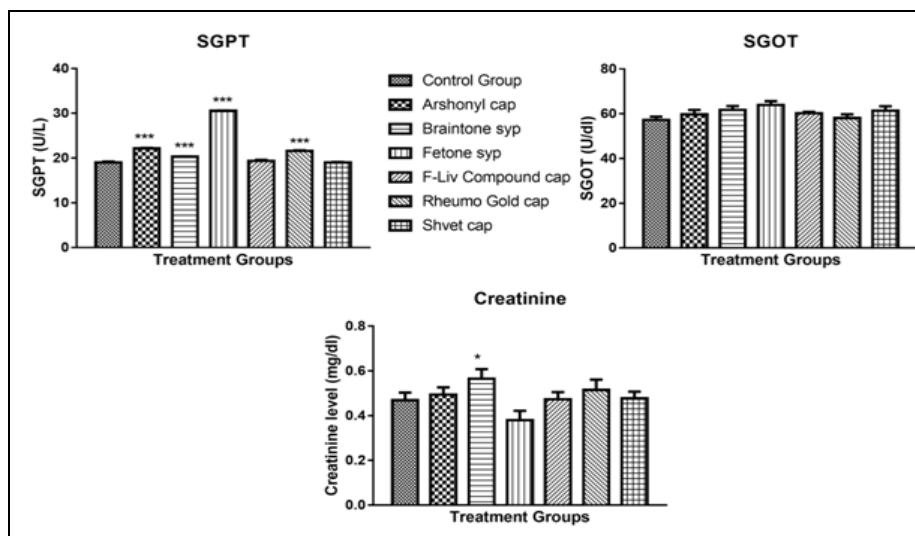 SGPT
SGPT (U/L)
40
30
20
10
0
***
***
***
***
Treatment Groups
Control Group
Arshonyl cap
Braintone syp
Fetone syp
F-Liv Compound cap
Rheumo Gold cap
Shvet cap
SGOT
SGOT (U/dl)
80
60
40
20
0
Treatment Groups
Creatinine
Creatinine level (mg/dl)
0.8
0.6
0.4
0.2
0.0
*
Treatment Groups